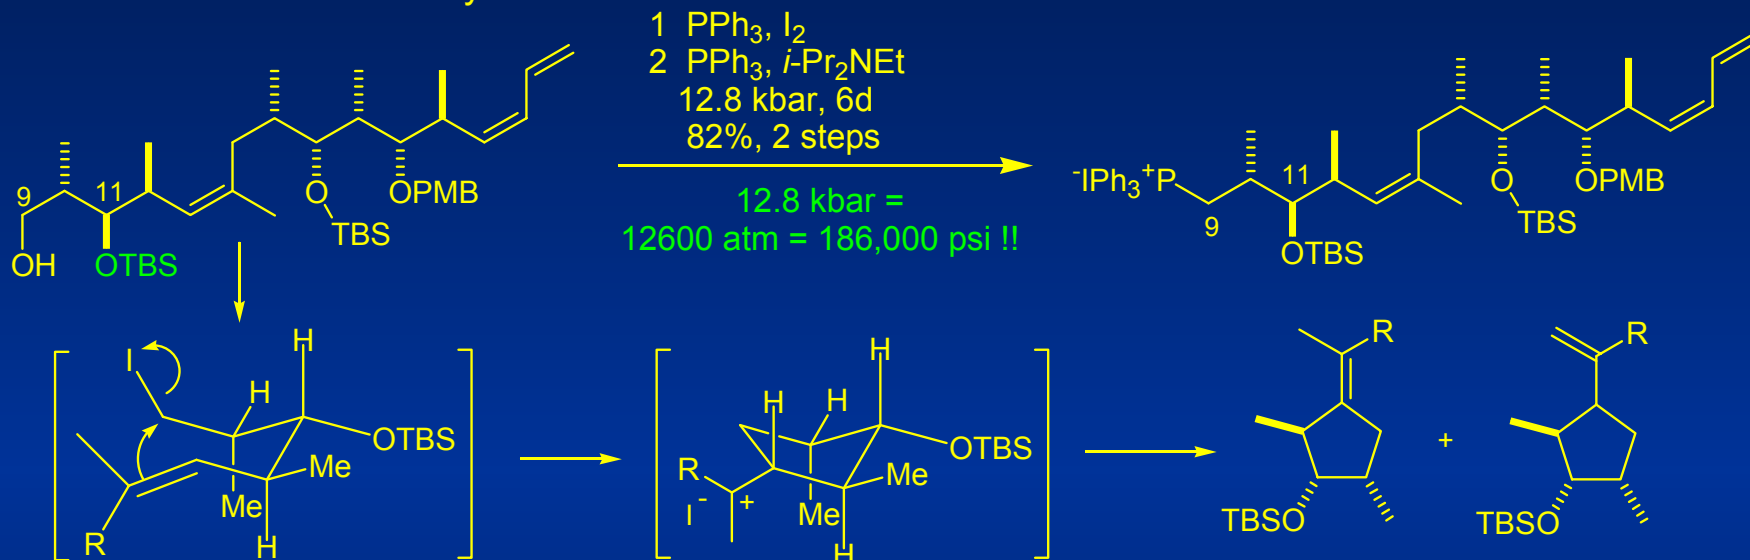 1 PPh3, I2
2 PPh3, i-Pr2NEt
12.8 kbar, 6d
82%, 2 steps
12.8 kbar =
12600 atm = 186,000 psi !!
9
11
OH
OTBS
O
TBS
OPMB
-IPh3+P
9
11
OTBS
O
TBS
OPMB
I
H
H
OTBS
Me
Me
R
H
H
H
H
OTBS
R
Me
I-
+
Me
H
R
TBSO
+
R
TBSO